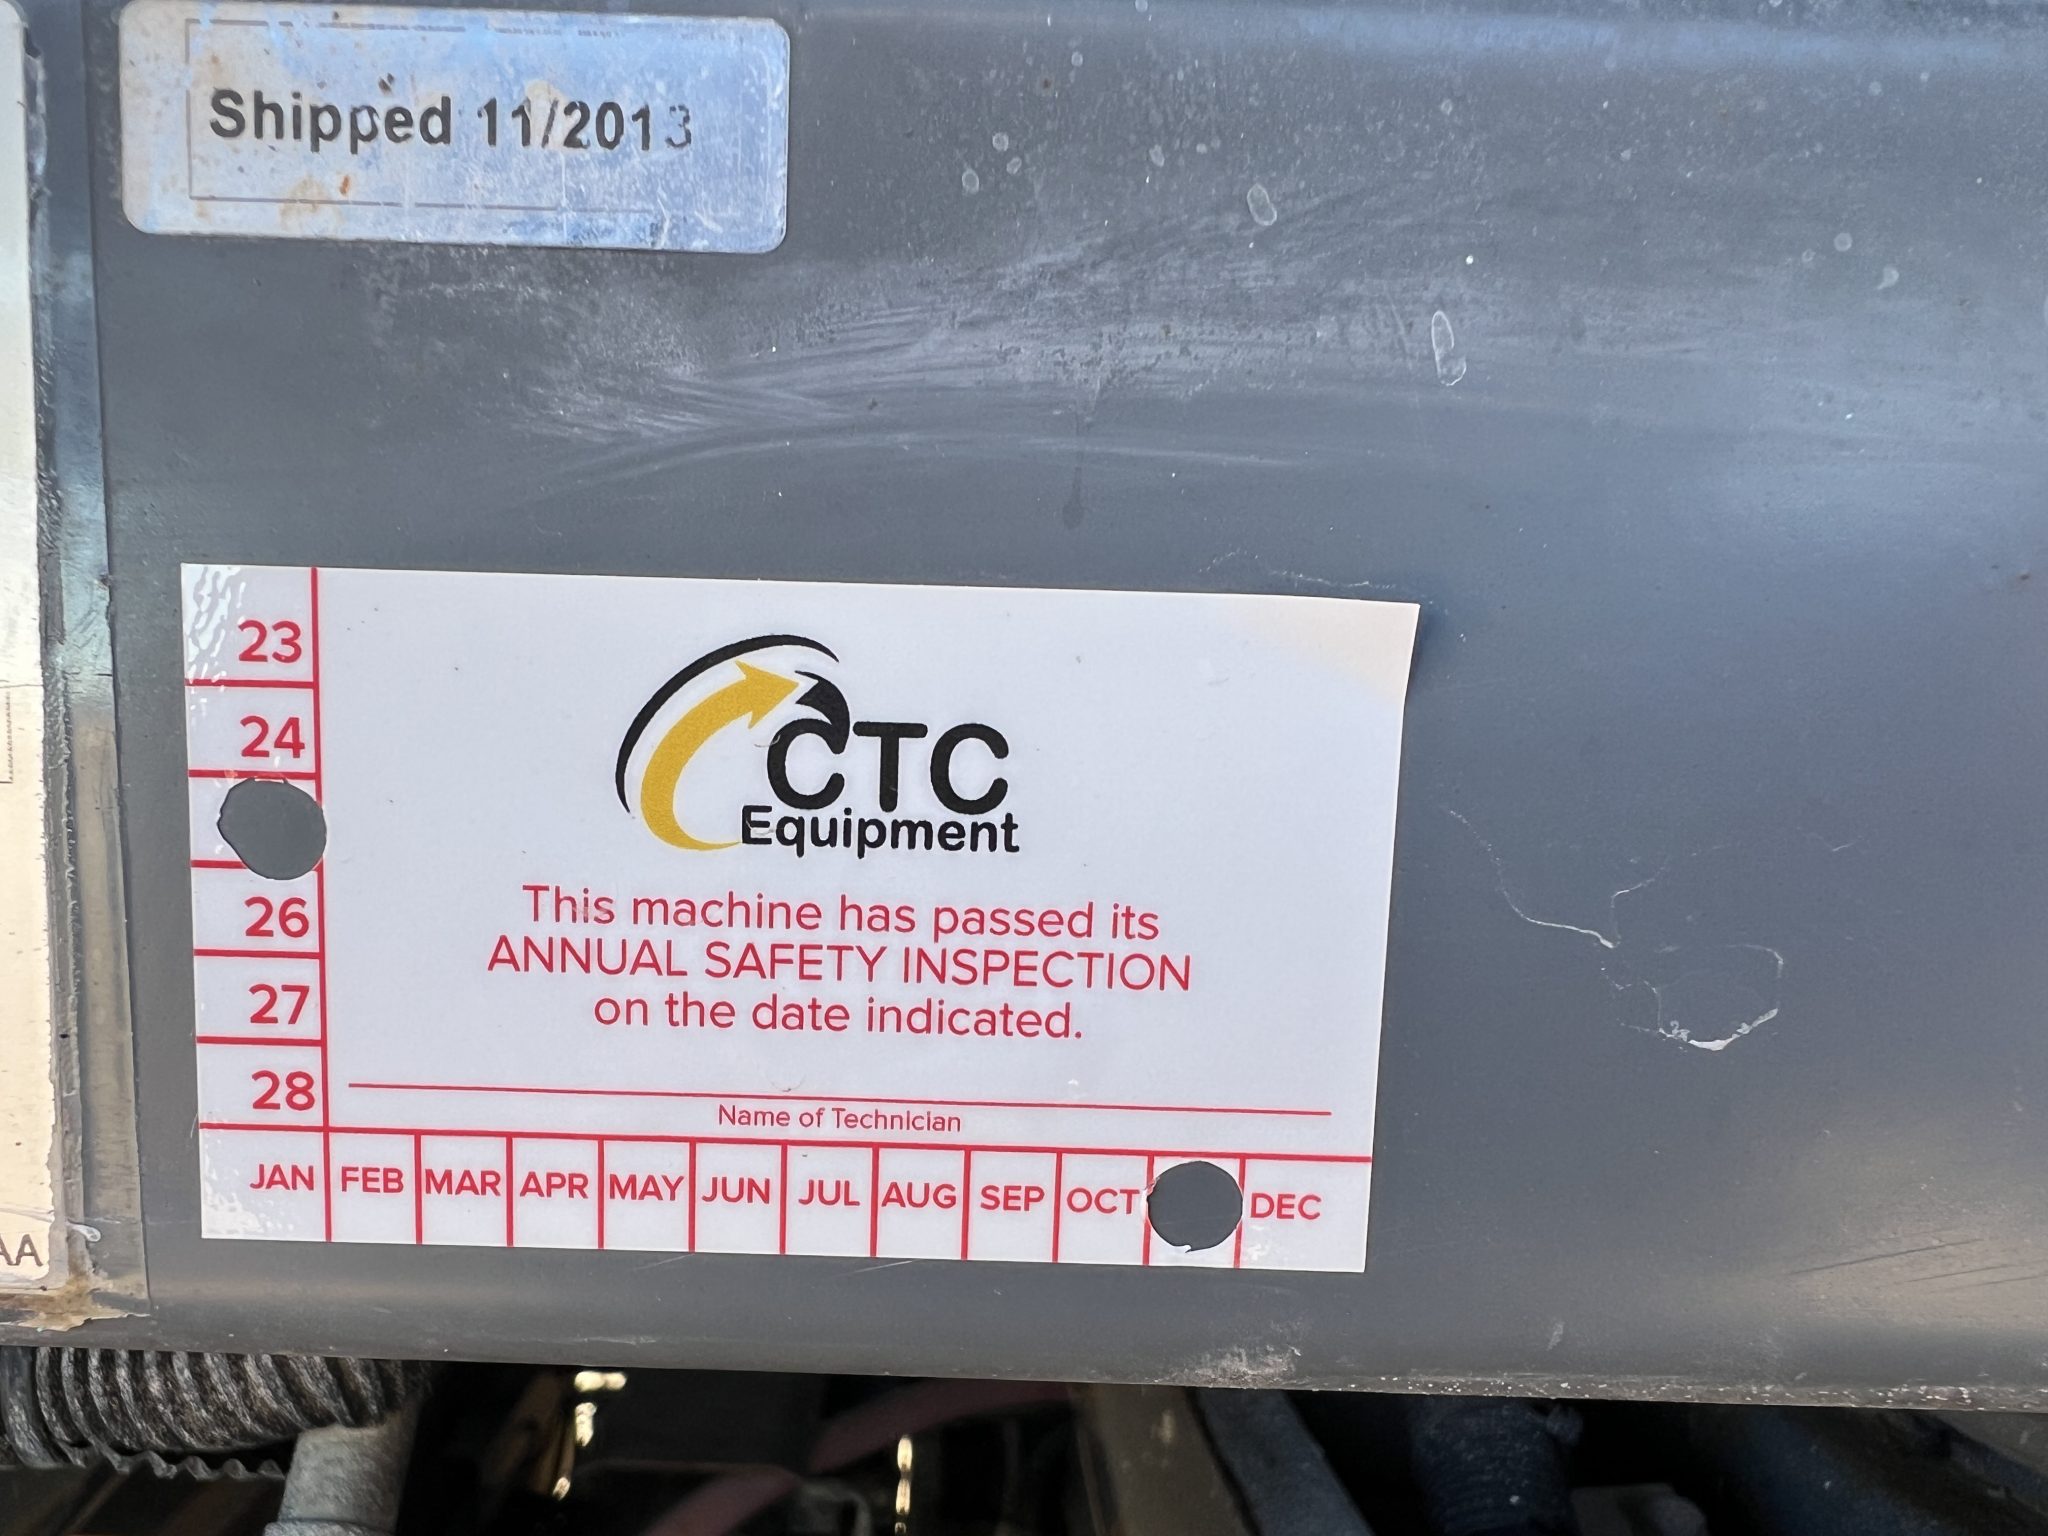 Shipped 11/2013
23
24
26
27
28
CTC
Equipment
This machine has passed its
ANNUAL SAFETY INSPECTION
on the date indicated.
Name of Technician
JAN FEB MAR APR MAY JUN JUL AUG SEP OCT DEC
AA